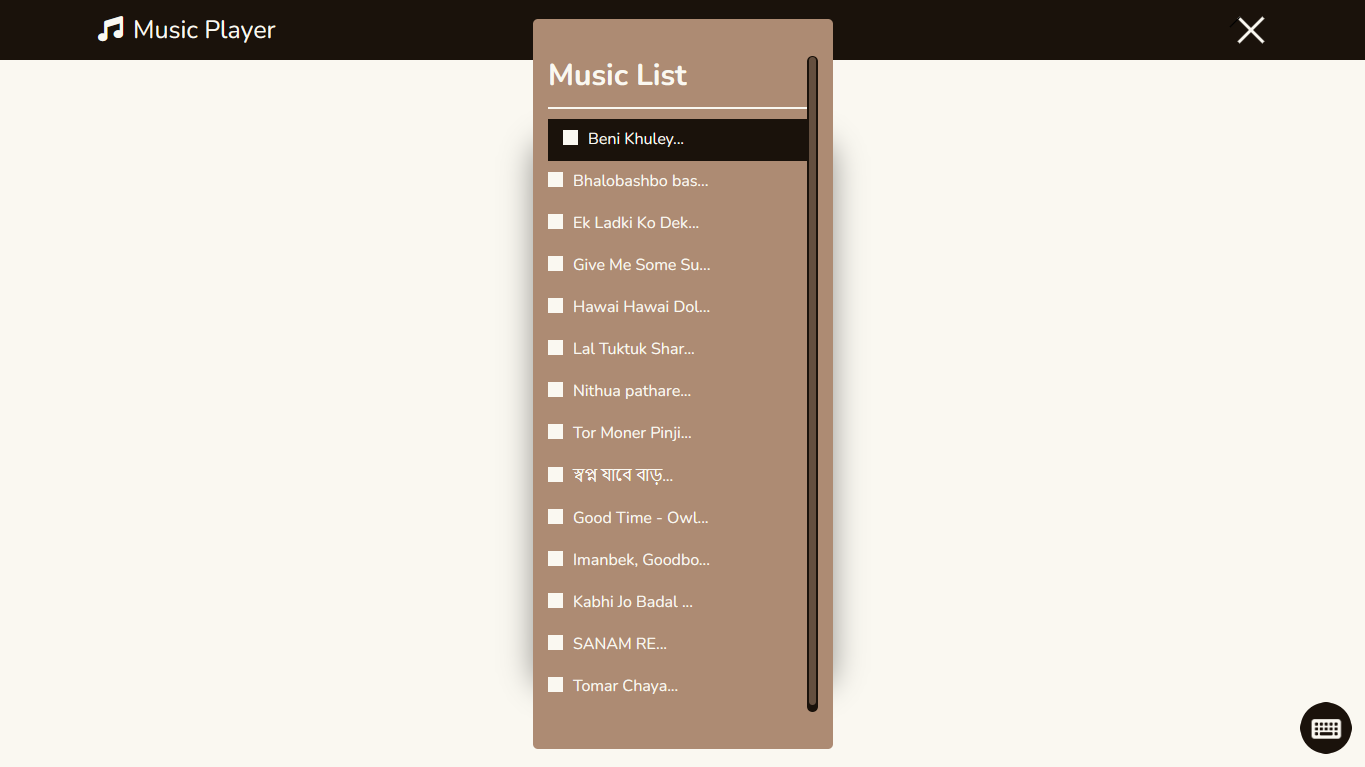 Music Player
Music List
Beni Khuley...
Bhalobashbo bas...
Ek Ladki Ko Dek...
Give Me Some Su...
Hawai Hawai Dol...
Lal Tuktuk Shar...
Nithua pathare...
Tor Moner Pinji...
স্বপ্ন যাবে বাড়...
Good Time - Owl...
Imanbek, Goodbo...
Kabhi Jo Badal ...
SANAM RE...
Tomar Chaya...